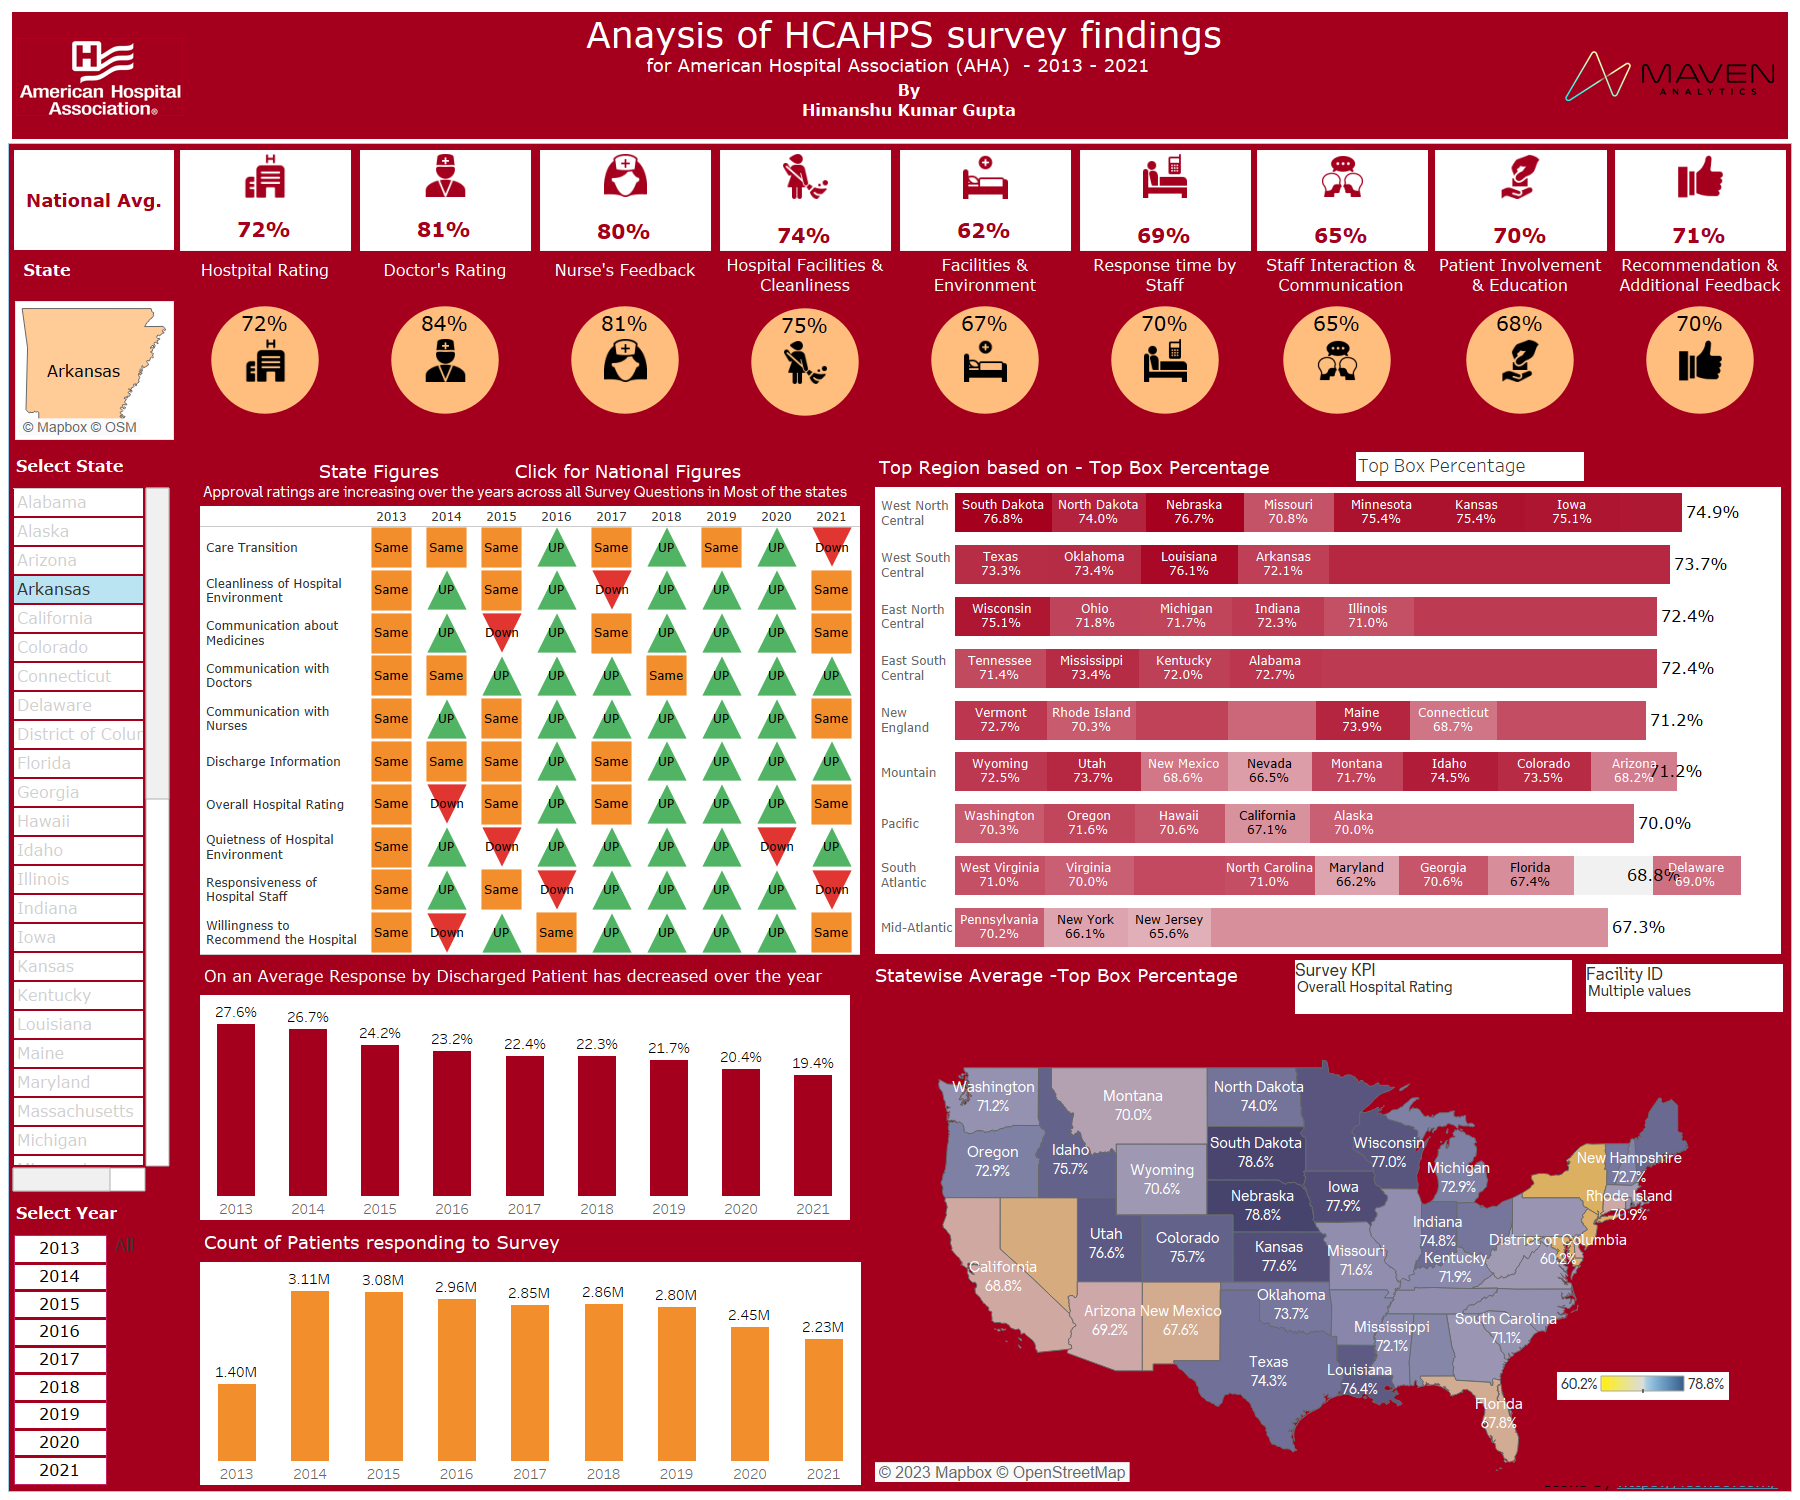 Anaysis of HCAHPS survey findings
for American Hospital Association (AHA)  - 2013 - 2021
By
Himanshu Kumar Gupta
American Hospital
Association®
MAVEN
ANALYTICS
National Avg.
72%
81%
80%
74%
62%
69%
65%
70%
71%
State
Hostpital Rating
Doctor's Rating
Nurse's Feedback
Hospital Facilities &
Cleanliness
Facilities &
Environment
Response time by
Staff
Staff Interaction &
Communication
Patient Involvement
& Education
Recommendation &
Additional Feedback
Arkansas
© Mapbox © OSM
72%
84%
81%
75%
67%
70%
65%
68%
70%
Select State
Alabama
Alaska
Arizona
Arkansas
California
Colorado
Connecticut
Delaware
District of Colur
Florida
Georgia
Hawaii
Idaho
Illinois
Indiana
Iowa
Kansas
Kentucky
Louisiana
Maine
Maryland
Massachusetts
Michigan
Select Year
All
2013
2014
2015
2016
2017
2018
2019
2020
2021
State Figures
Click for National Figures
Approval ratings are increasing over the years across all Survey Questions in Most of the states
2013 2014 2015 2016 2017 2018 2019 2020 2021
Care Transition
Same Same Same UP Same UP Same UP Down
Cleanliness of Hospital
Environment
Same UP Same UP Down UP UP UP Same
Communication about
Medicines
Same UP Down UP Same UP UP UP Same
Communication with
Doctors
Same Same UP UP UP Same UP UP UP
Communication with
Nurses
Same UP Same UP UP UP UP UP Same
Discharge Information
Same Same Same UP Same UP UP UP UP
Overall Hospital Rating
Same Down Same UP Same UP UP UP Same
Quietness of Hospital
Environment
Same UP Down UP UP UP UP Down UP
Responsiveness of
Hospital Staff
Same UP Same Down UP UP UP UP Down
Willingness to
Recommend the Hospital
Same Down UP Same UP UP UP UP Same
On an Average Response by Discharged Patient has decreased over the year
27.6%
26.7%
24.2%
23.2%
22.4%
22.3%
21.7%
20.4%
19.4%
2013 2014 2015 2016 2017 2018 2019 2020 2021
Count of Patients responding to Survey
1.40M
3.11M
3.08M
2.96M
2.85M
2.86M
2.80M
2.45M
2.23M
2013 2014 2015 2016 2017 2018 2019 2020 2021
Top Region based on - Top Box Percentage
Top Box Percentage
West North
Central
South Dakota North Dakota Nebraska Missouri Minnesota Kansas Iowa
76.8% 74.0% 76.7% 70.8% 75.4% 75.4% 75.1%
74.9%
West South
Central
Texas Oklahoma Louisiana Arkansas
73.3% 73.4% 76.1% 72.1%
73.7%
East North
Central
Wisconsin Ohio Michigan Indiana Illinois
75.1% 71.8% 71.7% 72.3% 71.0%
72.4%
East South
Central
Tennessee Mississippi Kentucky Alabama
71.4% 73.4% 72.0% 72.7%
72.4%
New
England
Vermont Rhode Island Maine Connecticut
72.7% 70.3% 73.9% 68.7%
71.2%
Mountain
Wyoming Utah New Mexico Nevada Montana Idaho Colorado Arizona
72.5% 73.7% 68.6% 66.5% 71.7% 74.5% 73.5% 68.2%
71.2%
Pacific
Washington Oregon Hawaii California Alaska
70.3% 71.6% 70.6% 67.1% 70.0%
70.0%
South
Atlantic
West Virginia Virginia North Carolina Maryland Georgia Florida Delaware
71.0% 70.0% 71.0% 66.2% 70.6% 67.4% 69.0%
68.8%
Mid-Atlantic
Pennsylvania New York New Jersey
70.2% 66.1% 65.6%
67.3%
Statewise Average -Top Box Percentage
Survey KPI
Overall Hospital Rating
Facility ID
Multiple values
Washington
71.2%
Montana
70.0%
North Dakota
74.0%
Oregon
72.9%
Idaho
75.7%
Wyoming
70.6%
South Dakota
78.6%
Wisconsin
77.0%
Michigan
72.9%
New Hampshire
72.7%
Rhode Island
70.9%
Nebraska
78.8%
Iowa
77.9%
Utah
76.6%
Colorado
75.7%
Kansas
77.6%
Missouri
71.6%
Indiana
74.8%
Kentucky
71.9%
District of Columbia
60.2%
California
68.8%
Arizona
69.2%
New Mexico
67.6%
Oklahoma
73.7%
Mississippi
72.1%
South Carolina
71.1%
Texas
74.3%
Louisiana
76.4%
Florida
67.8%
60.2%
78.8%
© 2023 Mapbox © OpenStreetMap